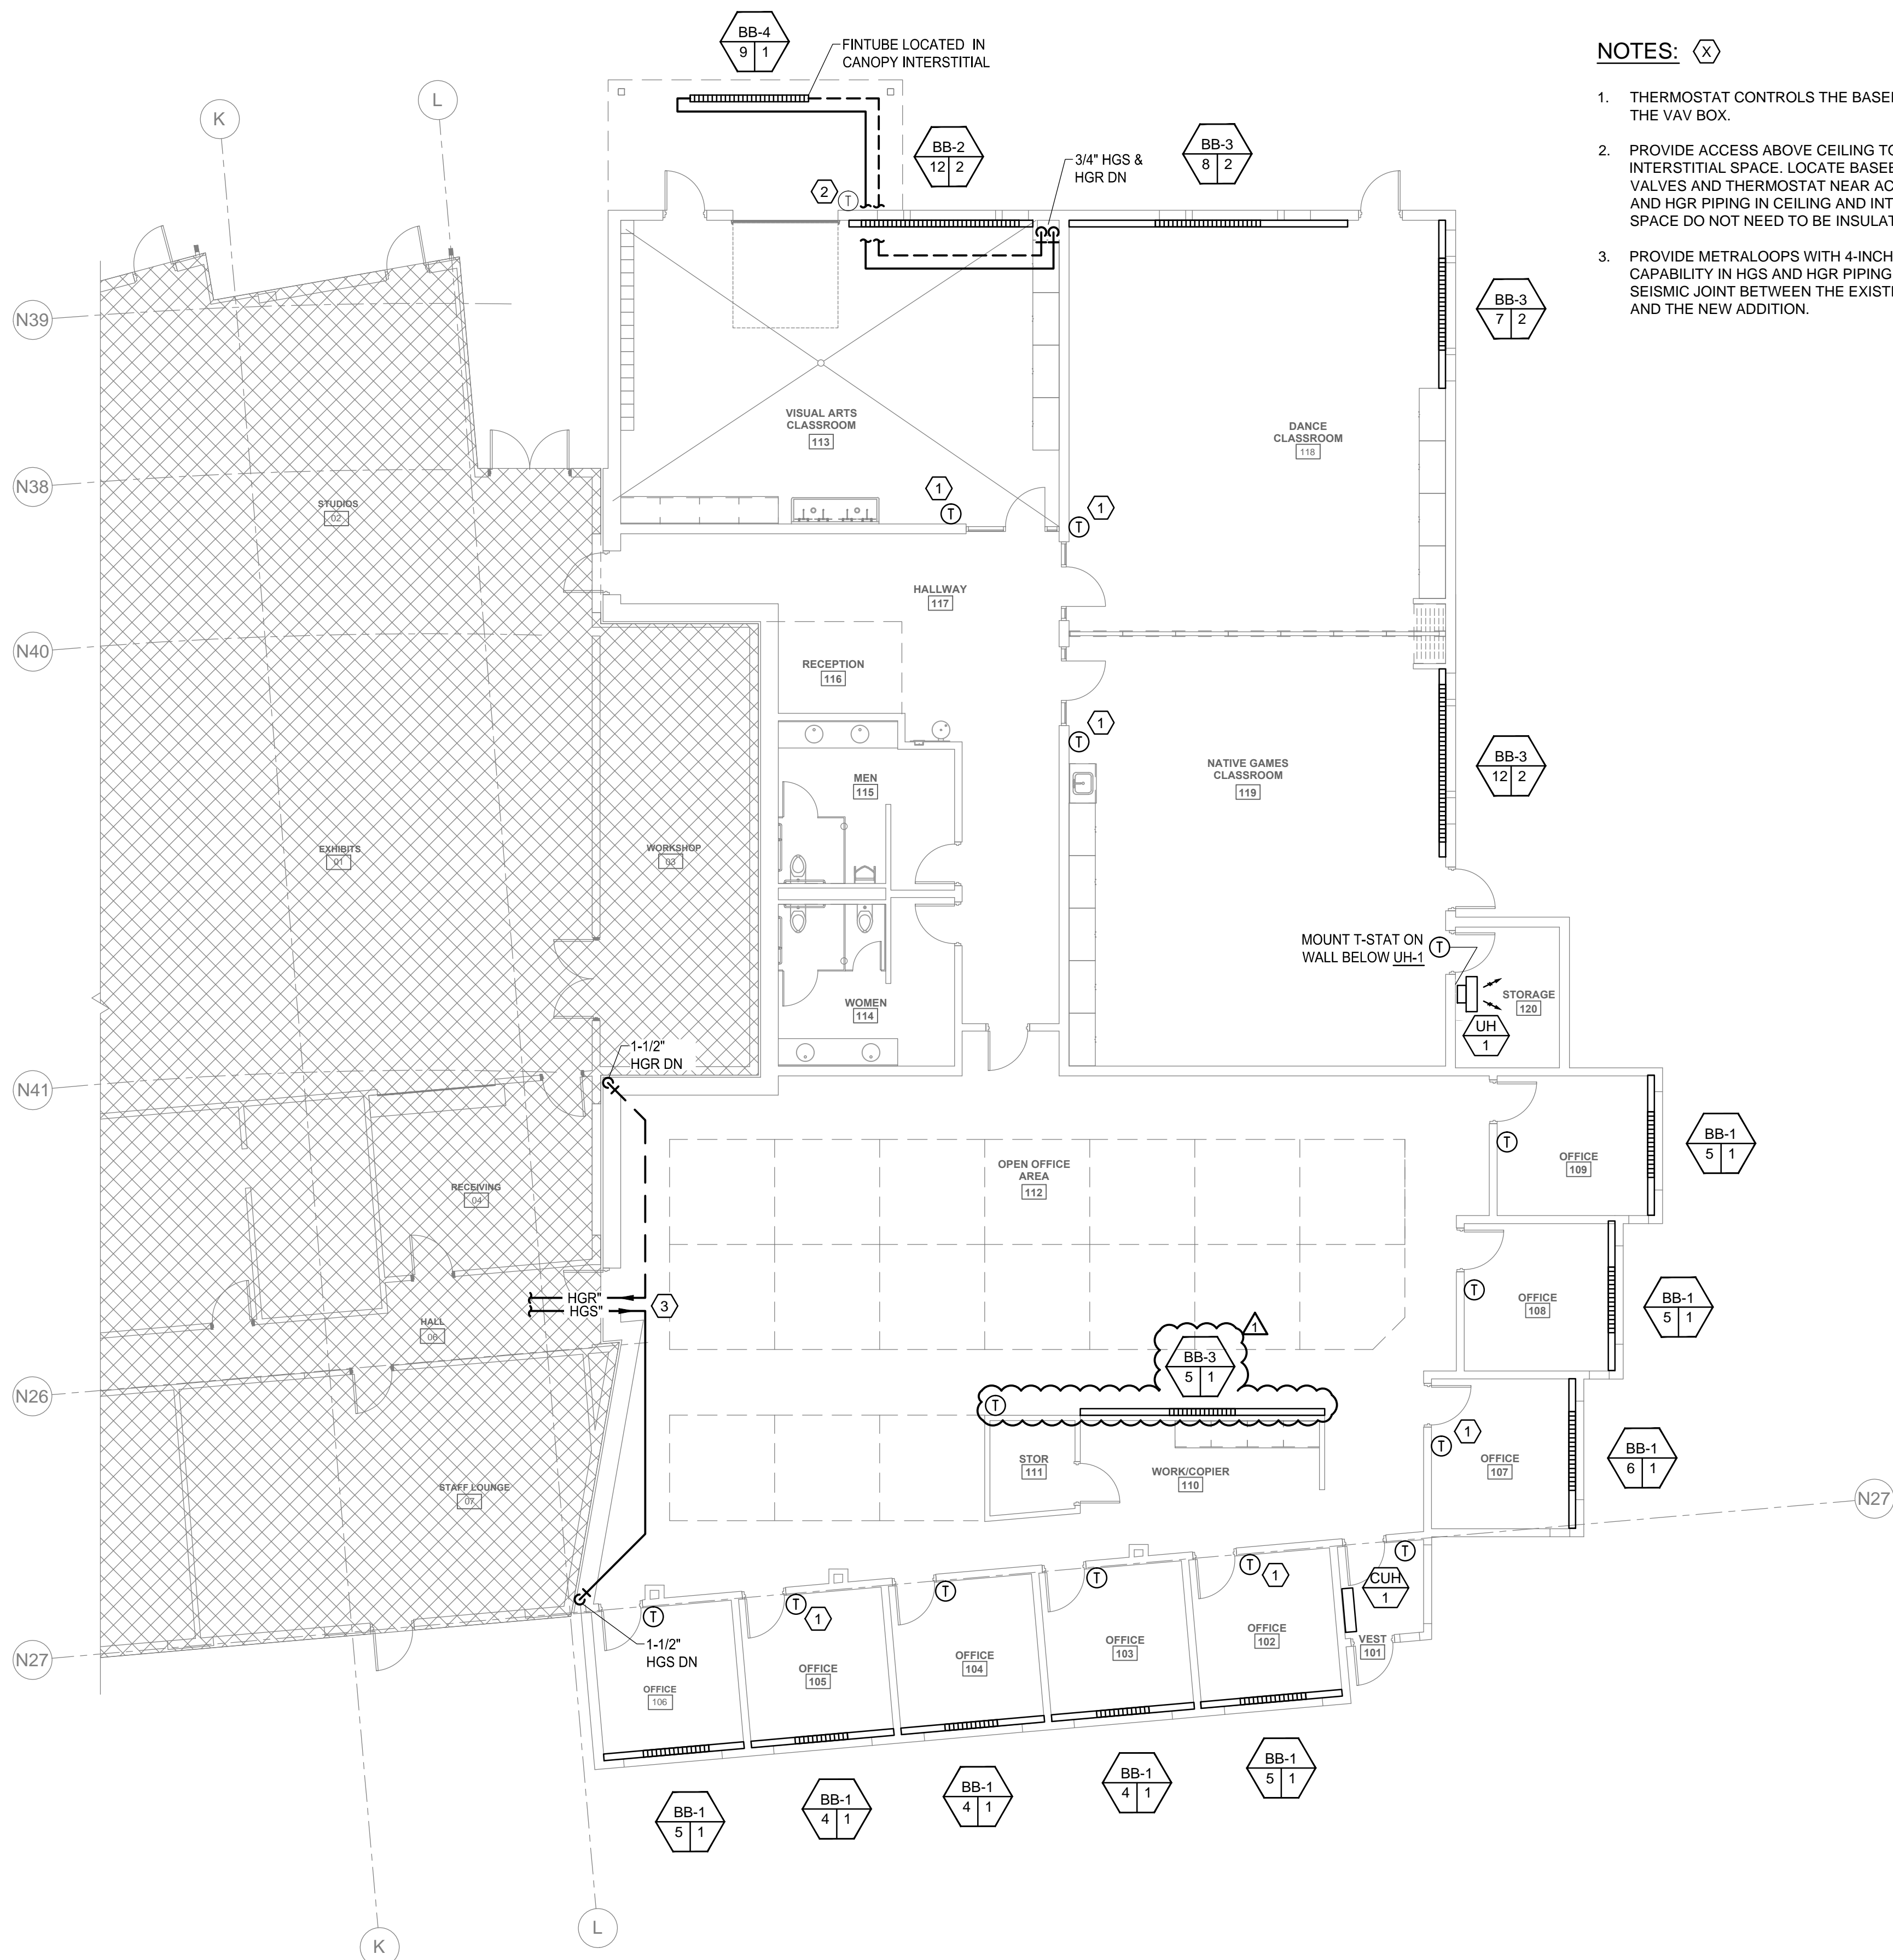 BB-4
9 1
FINTUBE LOCATED IN
CANOPY INTERSTITIAL
NOTES: X
1. THERMOSTAT CONTROLS THE
THE VAV BOX.
2. PROVIDE ACCESS ABOVE CEILING TO
INTERSTITIAL SPACE. LOCATE
VALVES AND THERMOSTAT NEAR
AND HGR PIPING IN CEILING AND
SPACE DO NOT NEED TO BE
3. PROVIDE METRALOOPS WITH 4-INCH
CAPABILITY IN HGS AND HGR PIPING
SEISMIC JOINT BETWEEN THE
AND THE NEW ADDITION.
K
L
BB-2
12 2
3/4" HGS &
HGR DN
BB-3
8 2
2
T
N39
BB-3
7 2
VISUAL ARTS
CLASSROOM
113
DANCE
CLASSROOM
118
N38
STUDIOS
02
1
T
1
T
HALLWAY
117
N40
RECEPTION
116
1
T
MEN
115
NATIVE GAMES
CLASSROOM
119
BB-3
12 2
EXHIBITS
01
WORKSHOP
03
MOUNT T-STAT ON
WALL BELOW UH-1
T
WOMEN
114
STORAGE
120
UH
1
1-1/2"
HGR DN
N41
BB-1
5 1
T
OFFICE
109
OPEN OFFICE
AREA
112
RECEIVING
04
HGR"
HGS"
3
T
OFFICE
108
BB-1
5 1
HALL
06
1
BB-3
5 1
N26
T
STOR
111
WORK/COPIER
110
T
1
OFFICE
107
BB-1
6 1
STAFF LOUNGE
07
N27
T
T
1
T
T
T
1
T
CUH
1
VEST
101
N27
1-1/2"
HGS DN
OFFICE
106
OFFICE
105
OFFICE
104
OFFICE
103
OFFICE
102
BB-1
5 1
BB-1
4 1
BB-1
4 1
BB-1
4 1
BB-1
5 1
L
K